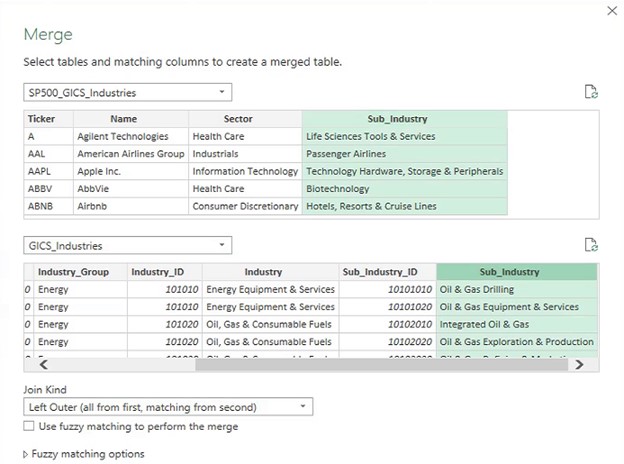 Merge
Select tables and matching columns to create a merged table.
SP500_GICS_Industries
Ticker Name Sector Sub_Industry
A Agilent Technologies Health Care Life Sciences Tools & Services
AAL American Airlines Group Industrials Passenger Airlines
AAPL Apple Inc. Information Technology Technology Hardware, Storage & Peripherals
ABBV AbbVie Health Care Biotechnology
ABNB Airbnb Consumer Discretionary Hotels, Resorts & Cruise Lines
GICS_Industries
Industry_Group Industry_ID Industry Sub_Industry_ID Sub_Industry
0 Energy 101010 Energy Equipment & Services 10101010 Oil & Gas Drilling
0 Energy 101010 Energy Equipment & Services 10101020 Oil & Gas Equipment & Services
0 Energy 101020 Oil, Gas & Consumable Fuels 10102010 Integrated Oil & Gas
0 Energy 101020 Oil, Gas & Consumable Fuels 10102020 Oil & Gas Exploration & Production
Join Kind
Left Outer (all from first, matching from second)
Use fuzzy matching to perform the merge
Fuzzy matching options